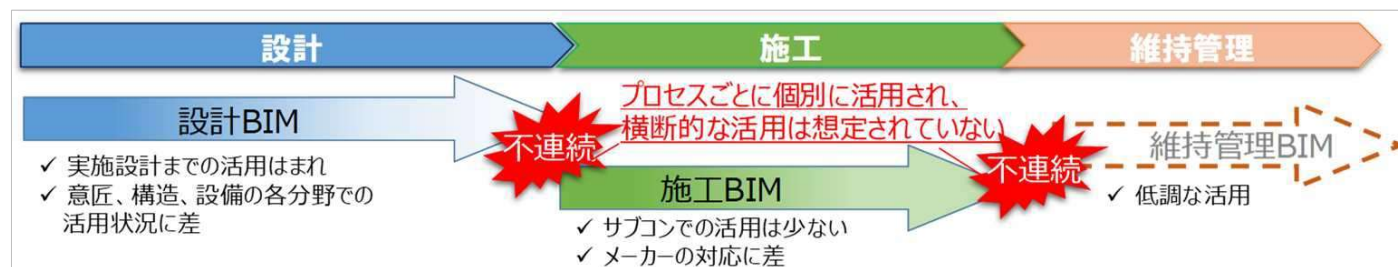 設計
施工
維持管理
設計BIM
✓ 実施設計までの活用はまれ
✓ 意匠、構造、設備の各分野での
活用状況に差
不連続
プロセスごとに個別に活用され、
横断的な活用は想定されていない
施工BIM
✓ サブコンでの活用は少ない
✓ メーカーの対応に差
不連続
維持管理BIM
✓ 低調な活用